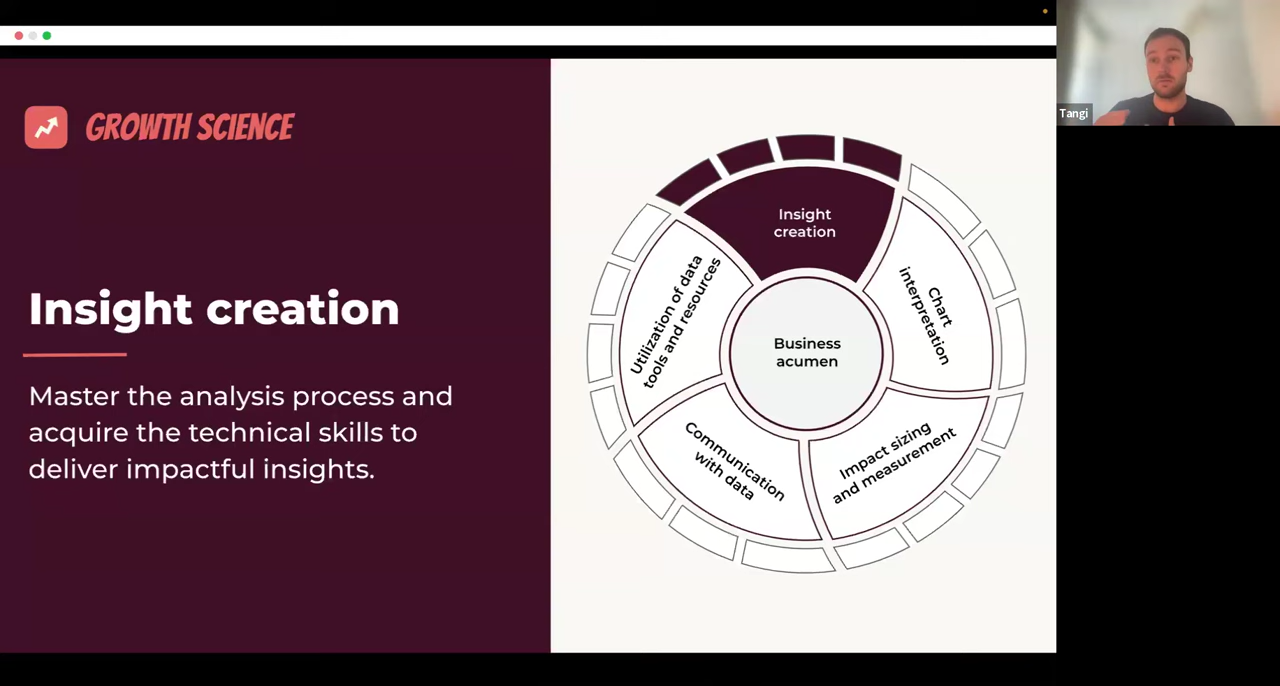 GROWTH SCIENCE
Insight creation
Master the analysis process and
acquire the technical skills to
deliver impactful insights.
Insight
creation
Chart
interpretation
Impact sizing
and measurement
Communication
with data
Utilization of data
tools and resources
Business
acumen
Tangi